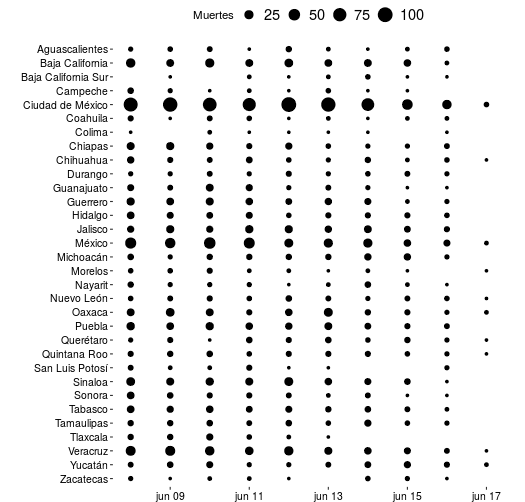 Muertes 25 50 75 100
Aguascalientes
Baja California
Baja California Sur
Campeche
Ciudad de México
Coahuila
Colima
Chiapas
Chihuahua
Durango
Guanajuato
Guerrero
Hidalgo
Jalisco
México
Michoacán
Morelos
Nayarit
Nuevo León
Oaxaca
Puebla
Querétaro
Quintana Roo
San Luis Potosí
Sinaloa
Sonora
Tabasco
Tamaulipas
Tlaxcala
Veracruz
Yucatán
Zacatecas
jun 09 jun 11 jun 13 jun 15 jun 17